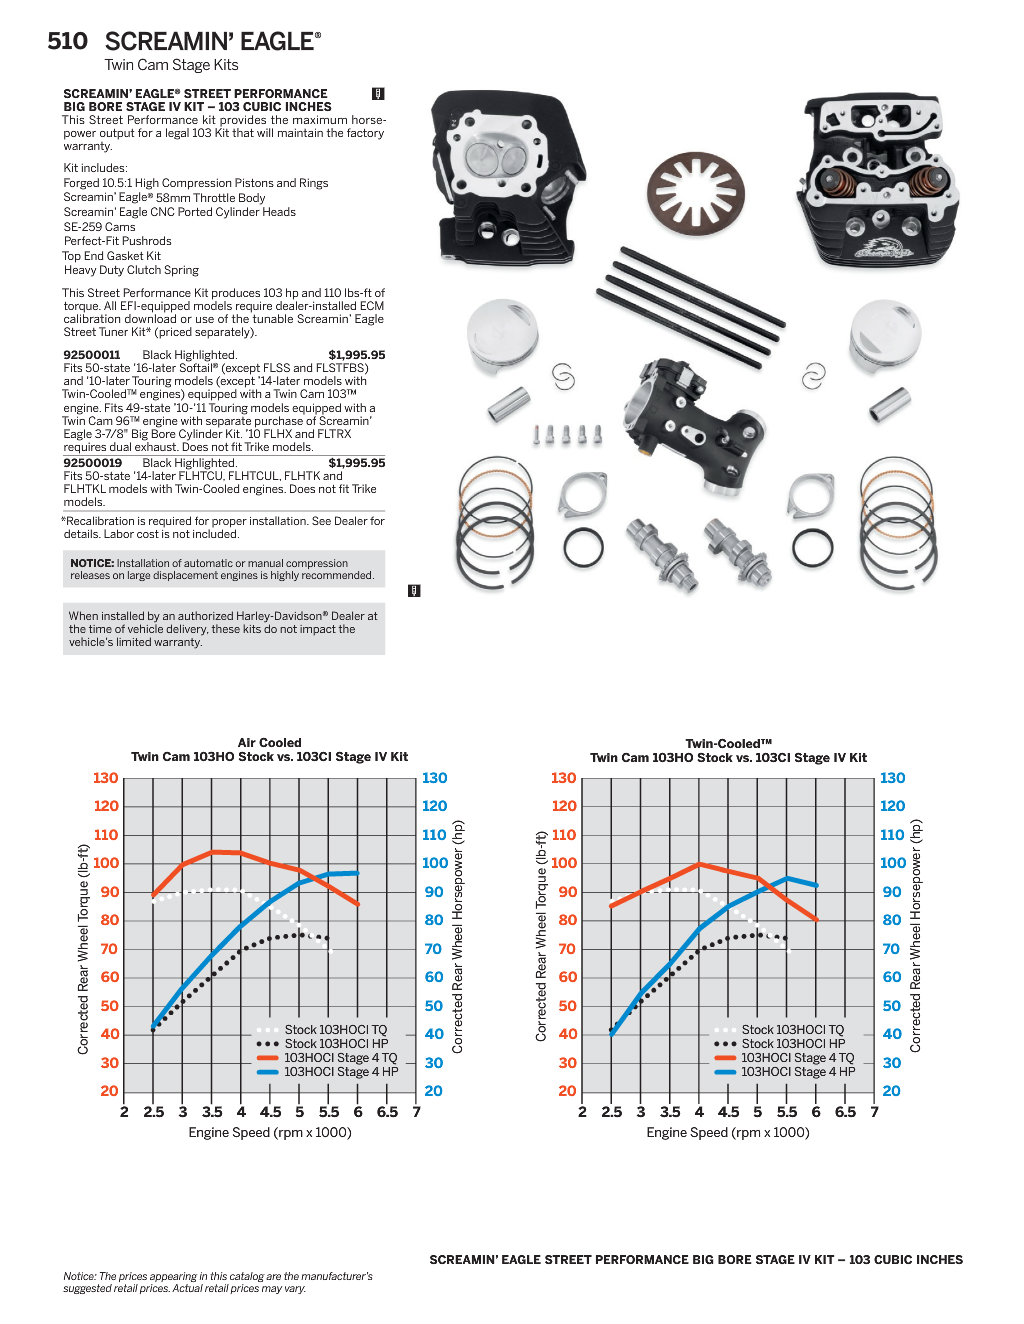 510 SCREAMIN’ EAGLE®
Twin Cam Stage Kits
SCREAMIN’ EAGLE® STREET PERFORMANCE
BIG BORE STAGE IV KIT – 103 CUBIC INCHES
This Street Performance kit provides the maximum horse-
power output for a legal 103 Kit that will maintain the factory
warranty.
Kit includes:
Forged 10.5:1 High Compression Pistons and Rings
Screamin’ Eagle® 58mm Throttle Body
Screamin’ Eagle CNC Ported Cylinder Heads
SE-259 Cams
Perfect-Fit Pushrods
Top End Gasket Kit
Heavy Duty Clutch Spring
This Street Performance Kit produces 103 hp and 110 lbs-ft of
torque. All EFI-equipped models require dealer-installed ECM
calibration download or use of the tunable Screamin’ Eagle
Street Tuner Kit* (priced separately).
92500011 Black Highlighted. $1,995.95
Fits 50-state ’16-later Softail® (except FLSS and FLSTFBS)
and ’10-later Touring models (except ’14-later models with
Twin-Cooled™ engines) equipped with a Twin Cam 103™
engine. Fits 49-state ’10-’11 Touring models equipped with a
Twin Cam 96™ engine with separate purchase of Screamin’
Eagle 3-7/8" Big Bore Cylinder Kit. ’10 FLHX and FLTRX
requires dual exhaust. Does not fit Trike models.
92500019 Black Highlighted. $1,995.95
Fits 50-state ’14-later FLHTCU, FLHTCUL, FLHTK and
FLHTKL models with Twin-Cooled engines. Does not fit Trike
models.
*Recalibration is required for proper installation. See Dealer for
details. Labor cost is not included.
NOTICE: Installation of automatic or manual compression
releases on large displacement engines is highly recommended.
When installed by an authorized Harley-Davidson® Dealer at
the time of vehicle delivery, these kits do not impact the
vehicle’s limited warranty.
Air Cooled
Twin Cam 103HO Stock vs. 103CI Stage IV Kit
130 130
120 120
110 110
100 100
90 90
80 80
70 70
60 60
50 50
40 40
30 30
20 20
Corrected Rear Wheel Torque (lb-ft)
Corrected Rear Wheel Horsepower (hp)
Stock 103HOCI TQ
Stock 103HOCI HP
103HOCI Stage 4 TQ
103HOCI Stage 4 HP
2 2.5 3 3.5 4 4.5 5 5.5 6 6.5 7
Engine Speed (rpm x 1000)
Twin-Cooled™
Twin Cam 103HO Stock vs. 103CI Stage IV Kit
130 130
120 120
110 110
100 100
90 90
80 80
70 70
60 60
50 50
40 40
30 30
20 20
Corrected Rear Wheel Torque (lb-ft)
Corrected Rear Wheel Horsepower (hp)
Stock 103HOCI TQ
Stock 103HOCI HP
103HOCI Stage 4 TQ
103HOCI Stage 4 HP
2 2.5 3 3.5 4 4.5 5 5.5 6 6.5 7
Engine Speed (rpm x 1000)
SCREAMIN’ EAGLE STREET PERFORMANCE BIG BORE STAGE IV KIT – 103 CUBIC INCHES
Notice: The prices appearing in this catalog are the manufacturer’s
suggested retail prices. Actual retail prices may vary.